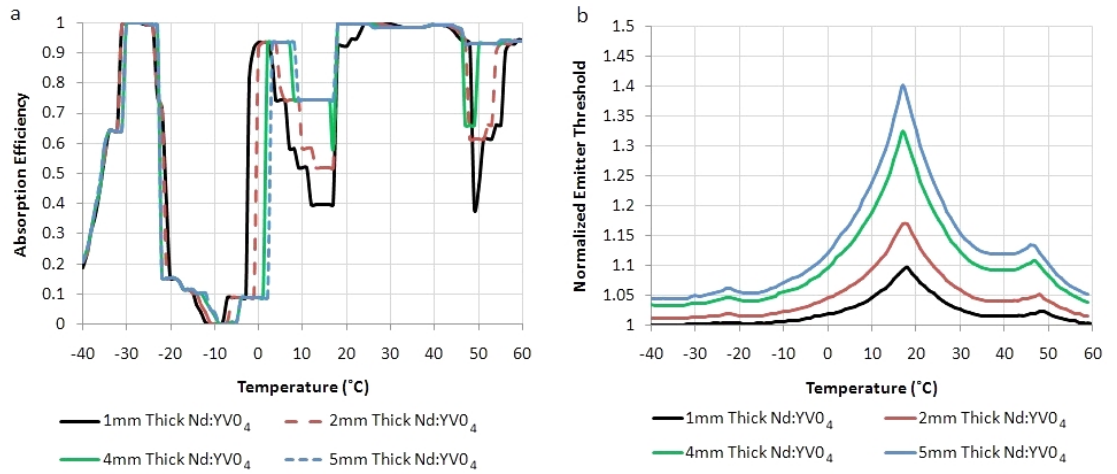 a
Absorption Efficiency
1
0.9
0.8
0.7
0.6
0.5
0.4
0.3
0.2
0.1
0
-40 -30 -20 -10 0 10 20 30 40 50 60
Temperature (˚C)
1mm Thick Nd:YV04
2mm Thick Nd:YV04
4mm Thick Nd:YV04
5mm Thick Nd:YV04
b
Normalized Emitter Threshold
1.5
1.45
1.4
1.35
1.3
1.25
1.2
1.15
1.1
1.05
1
-40 -30 -20 -10 0 10 20 30 40 50 60
Temperature (˚C)
1mm Thick Nd:YV04
2mm Thick Nd:YV04
4mm Thick Nd:YV04
5mm Thick Nd:YV04